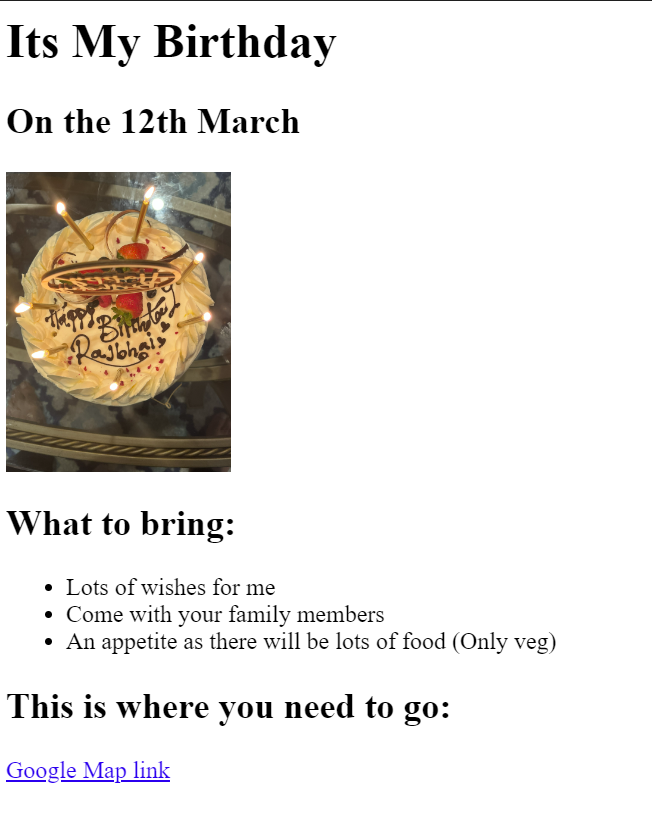 Its My Birthday
On the 12th March
Happy
Birthday
Rajbhai
What to bring:
Lots of wishes for me
Come with your family members
An appetite as there will be lots of food (Only veg)
This is where you need to go:
Google Map link